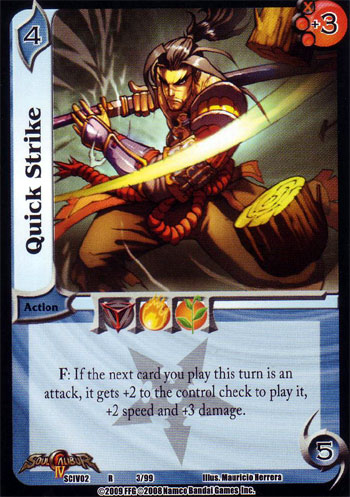 4
+3
Quick Strike
Action
F: If the next card you play this turn is an
attack, it gets +2 to the control check to play it,
+2 speed and +3 damage.
5
SOULCALIBUR
IV
SCIV02 R 3/99 Illus. Mauricio Herrera
©2009 FFG ©2008 Namco Bandai Games, Inc.